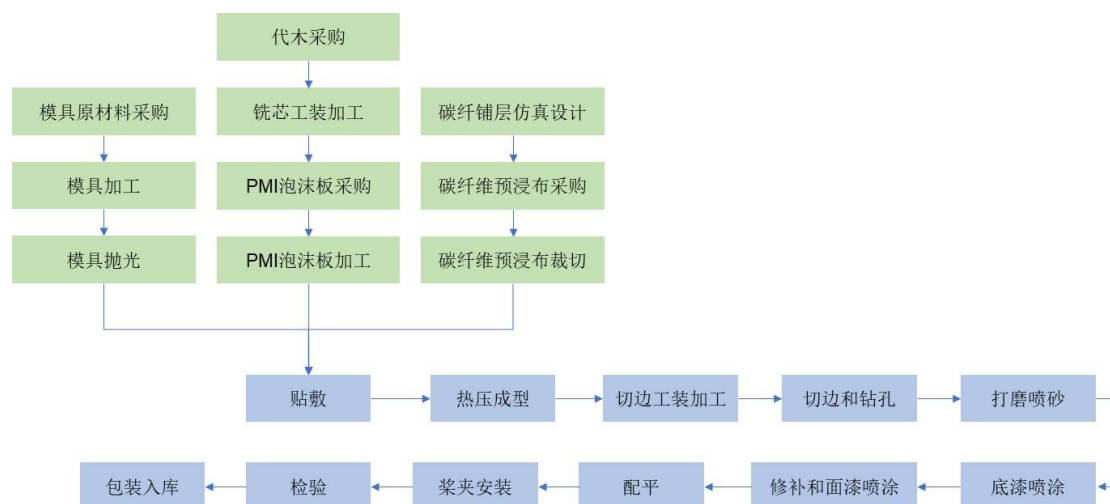 代木采购
模具原材料采购
铣芯工装加工
碳纤铺层仿真设计
模具加工
PMI泡沫板采购
碳纤维预浸布采购
模具抛光
PMI泡沫板加工
碳纤维预浸布裁切
贴敷
热压成型
切边工装加工
切边和钻孔
打磨喷砂
包装入库
检验
桨夹安装
配平
修补和面漆喷涂
底漆喷涂